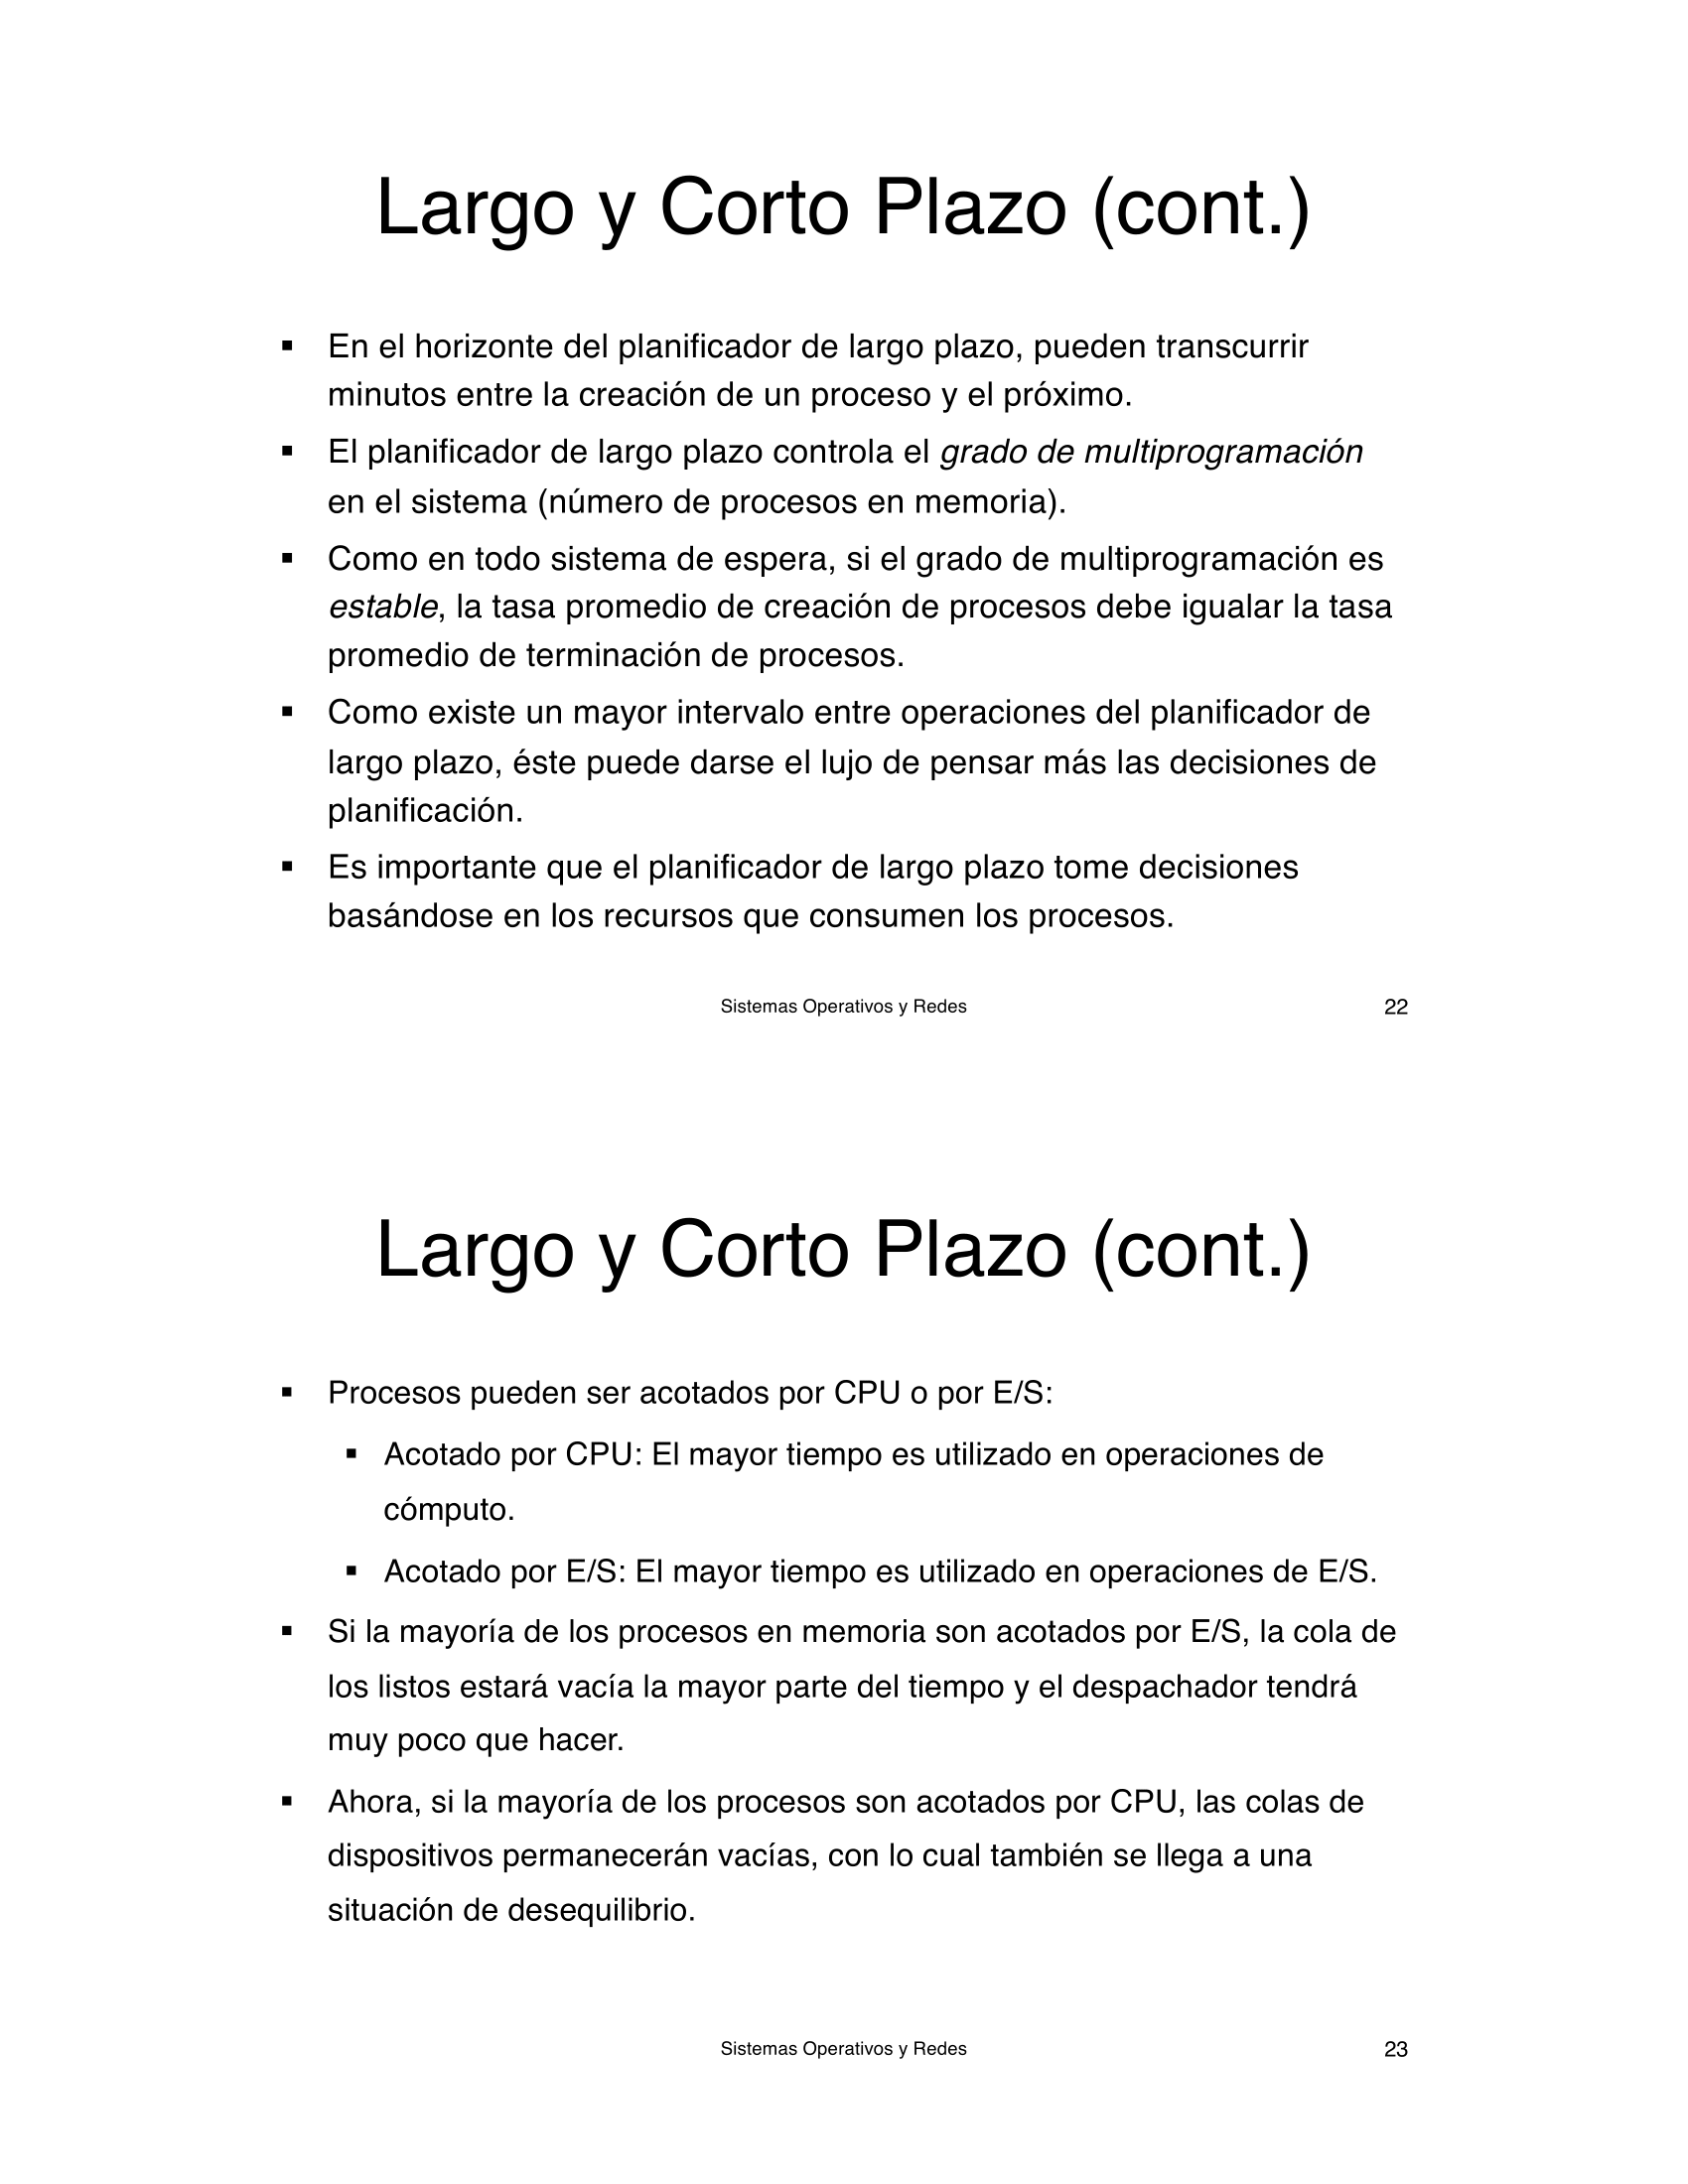 Largo y Corto Plazo (cont.)
▪ En el horizonte del planificador de largo plazo, pueden transcurrir
minutos entre la creación de un proceso y el próximo.
▪ El planificador de largo plazo controla el grado de multiprogramación
en el sistema (número de procesos en memoria).
▪ Como en todo sistema de espera, si el grado de multiprogramación es
estable, la tasa promedio de creación de procesos debe igualar la tasa
promedio de terminación de procesos.
▪ Como existe un mayor intervalo entre operaciones del planificador de
largo plazo, éste puede darse el lujo de pensar más las decisiones de
planificación.
▪ Es importante que el planificador de largo plazo tome decisiones
basándose en los recursos que consumen los procesos.
Sistemas Operativos y Redes 22
Largo y Corto Plazo (cont.)
▪ Procesos pueden ser acotados por CPU o por E/S:
▪ Acotado por CPU: El mayor tiempo es utilizado en operaciones de
cómputo.
▪ Acotado por E/S: El mayor tiempo es utilizado en operaciones de E/S.
▪ Si la mayoría de los procesos en memoria son acotados por E/S, la cola de
los listos estará vacía la mayor parte del tiempo y el despachador tendrá
muy poco que hacer.
▪ Ahora, si la mayoría de los procesos son acotados por CPU, las colas de
dispositivos permanecerán vacías, con lo cual también se llega a una
situación de desequilibrio.
Sistemas Operativos y Redes 23